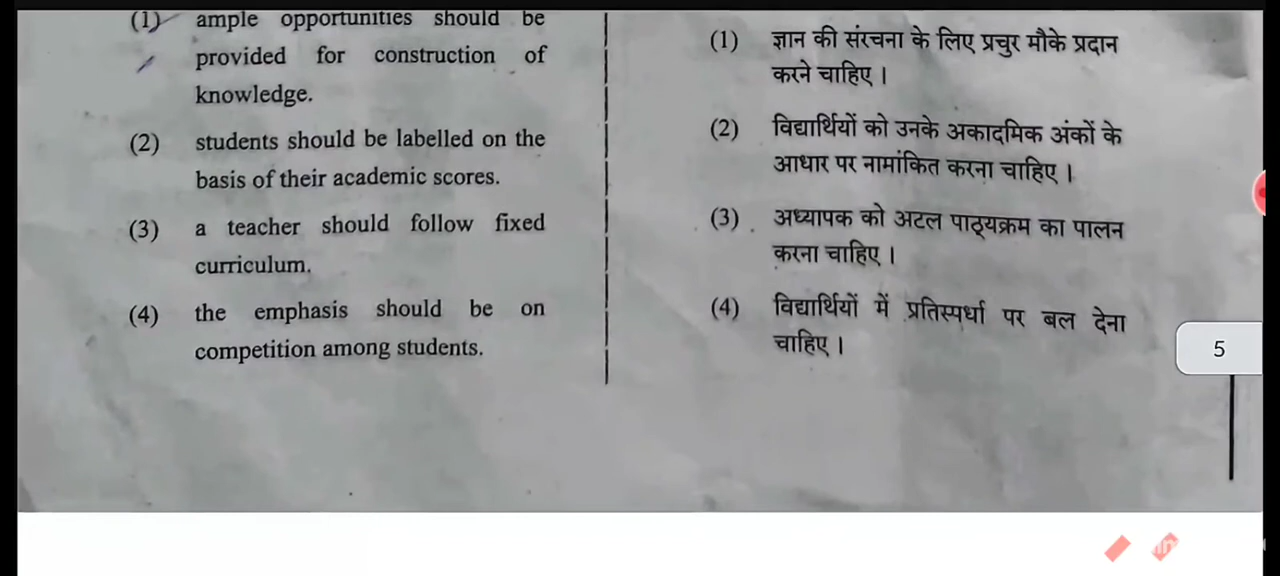 (1) ample opportunities should be
provided for construction of
knowledge.
(2) students should be labelled on the
basis of their academic scores.
(3) a teacher should follow fixed
curriculum.
(4) the emphasis should be on
competition among students.
(1) ज्ञान की संरचना के लिए प्रचुर मौके प्रदान
करने चाहिए ।
(2) विद्यार्थियों को उनके अकादमिक अंकों के
आधार पर नामांकित करना चाहिए ।
(3) अध्यापक को अटल पाठ्यक्रम का पालन
करना चाहिए ।
(4) विद्यार्थियों में प्रतिस्पर्धा पर बल देना
चाहिए ।
5